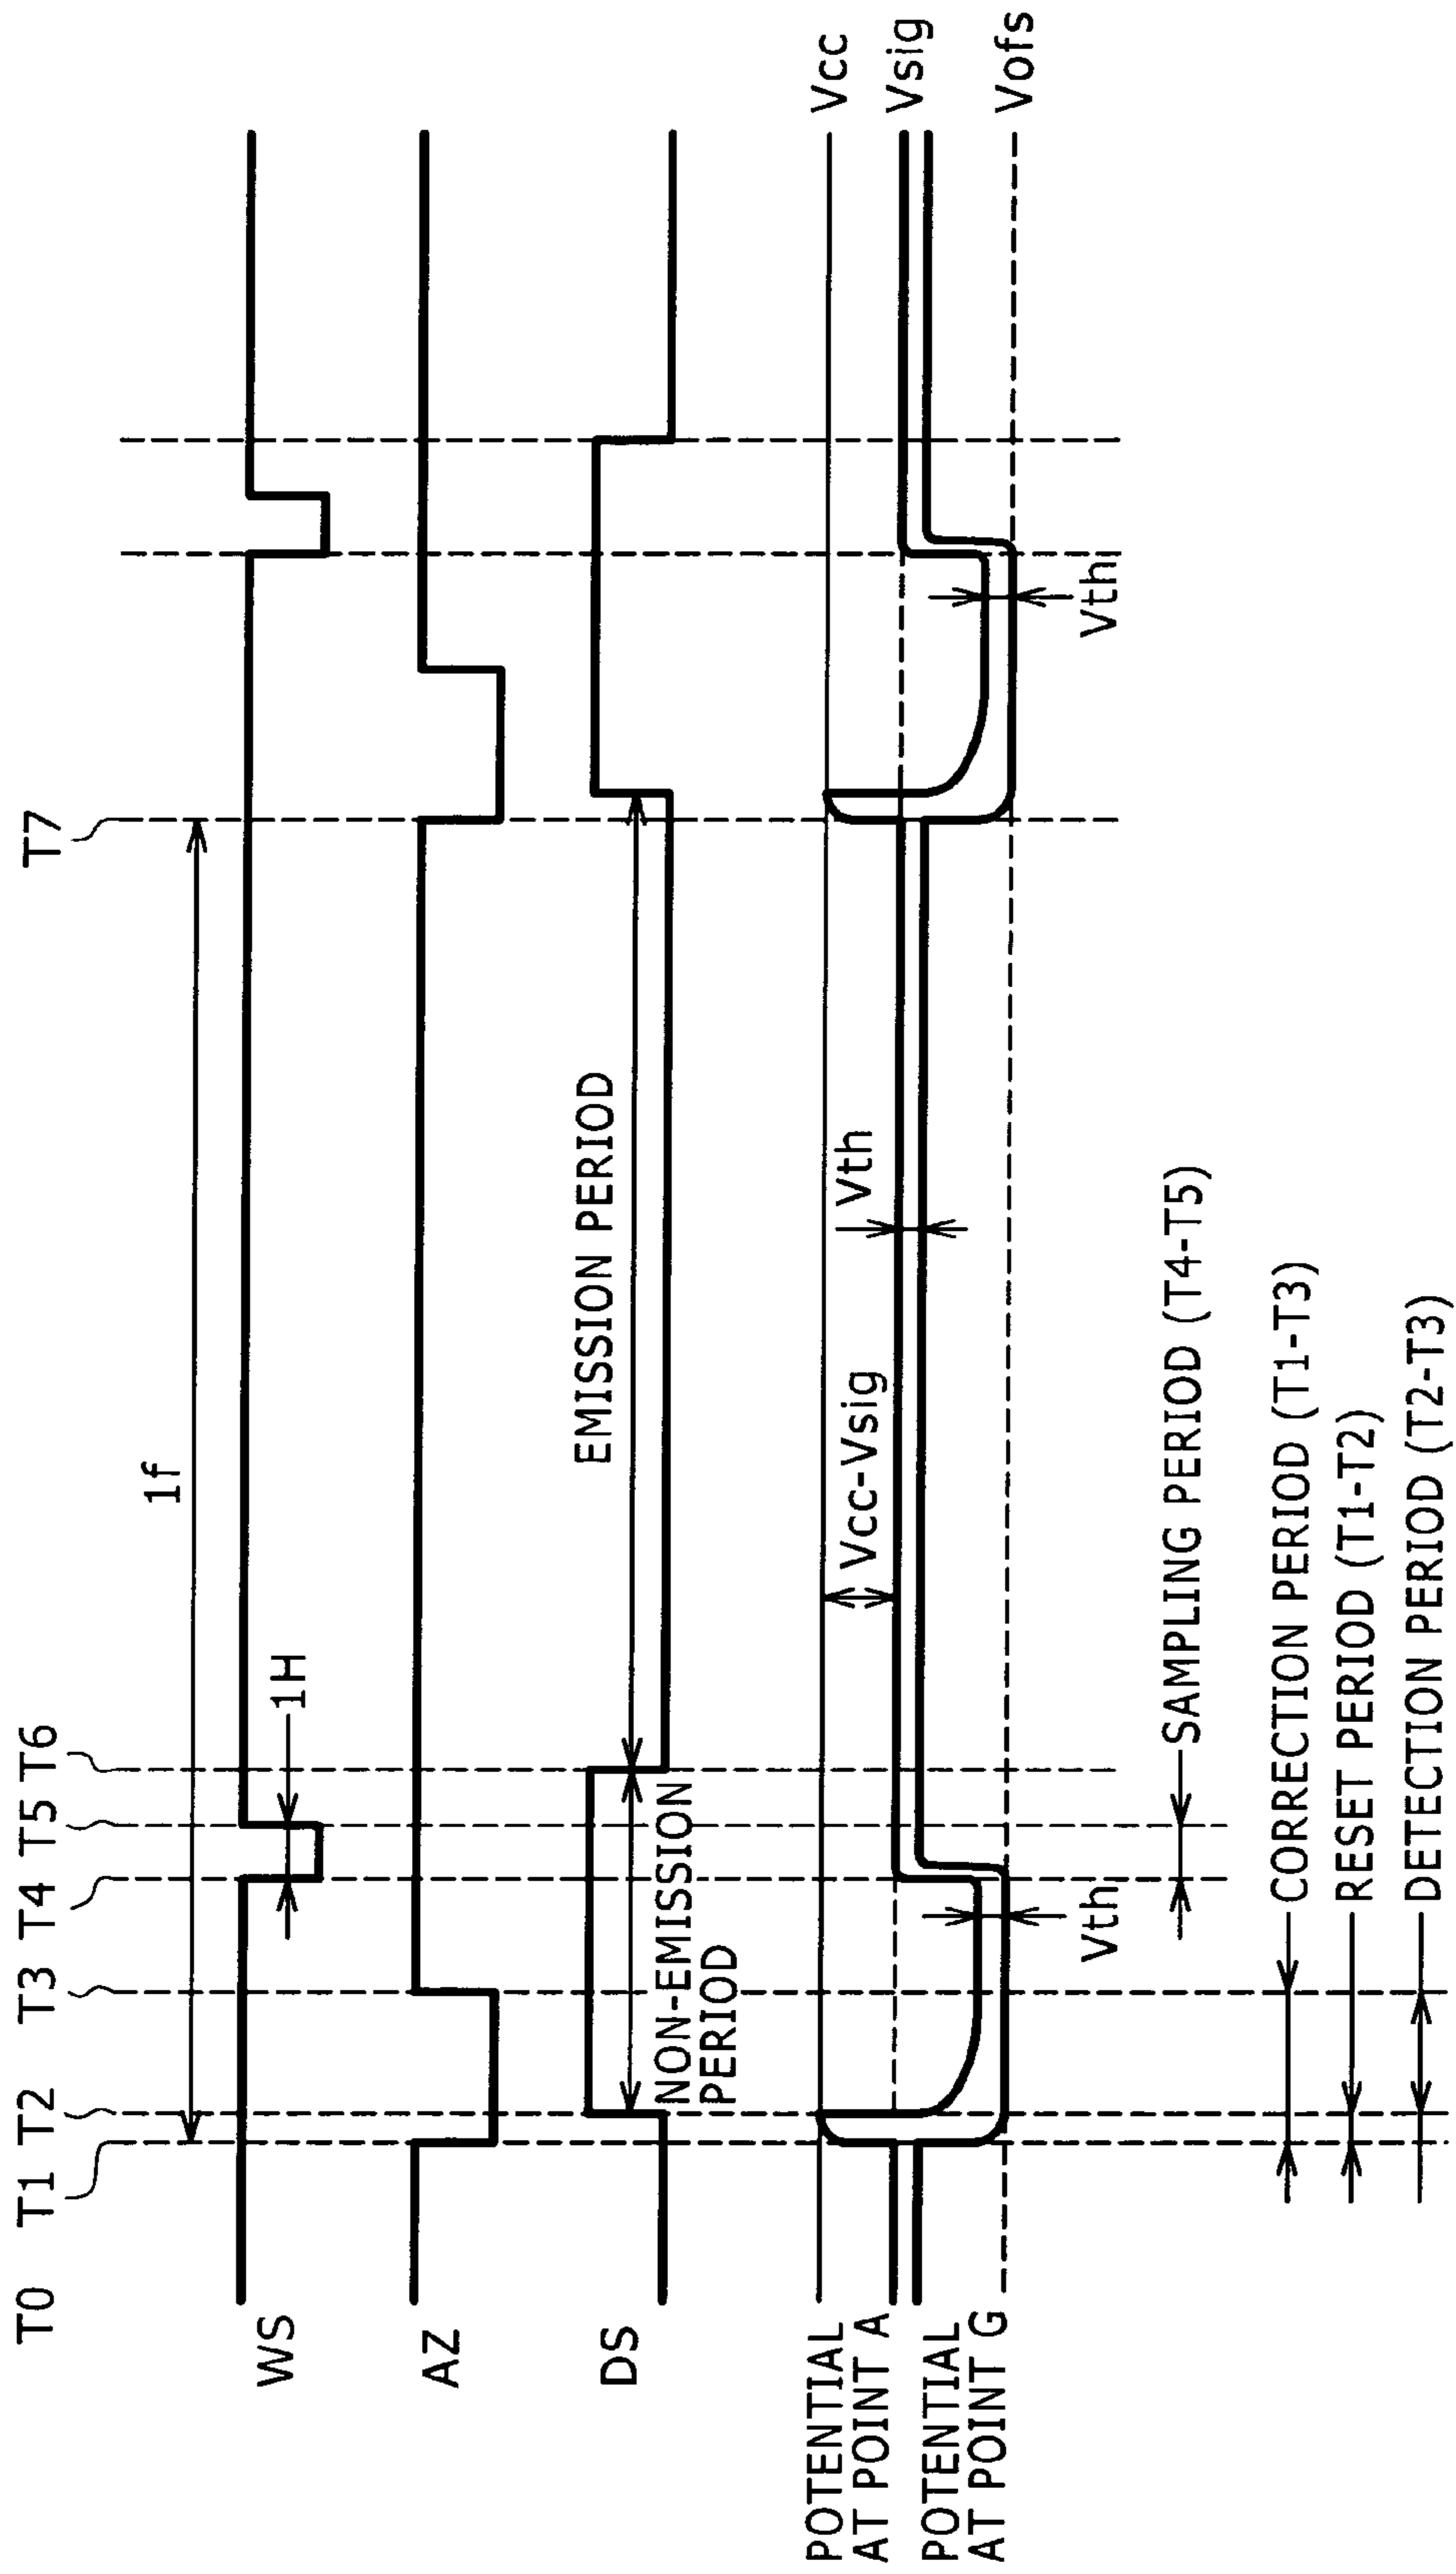 T0
T1
T2
T3
T4
T5
T6
T7
1f
WS
1H
AZ
DS
NON-EMISSION
PERIOD
EMISSION PERIOD
POTENTIAL
AT POINT A
POTENTIAL
AT POINT G
Vcc-Vsig
Vth
Vth
Vth
Vcc
Vsig
Vofs
SAMPLING PERIOD (T4-T5)
CORRECTION PERIOD (T1-T3)
RESET PERIOD (T1-T2)
DETECTION PERIOD (T2-T3)